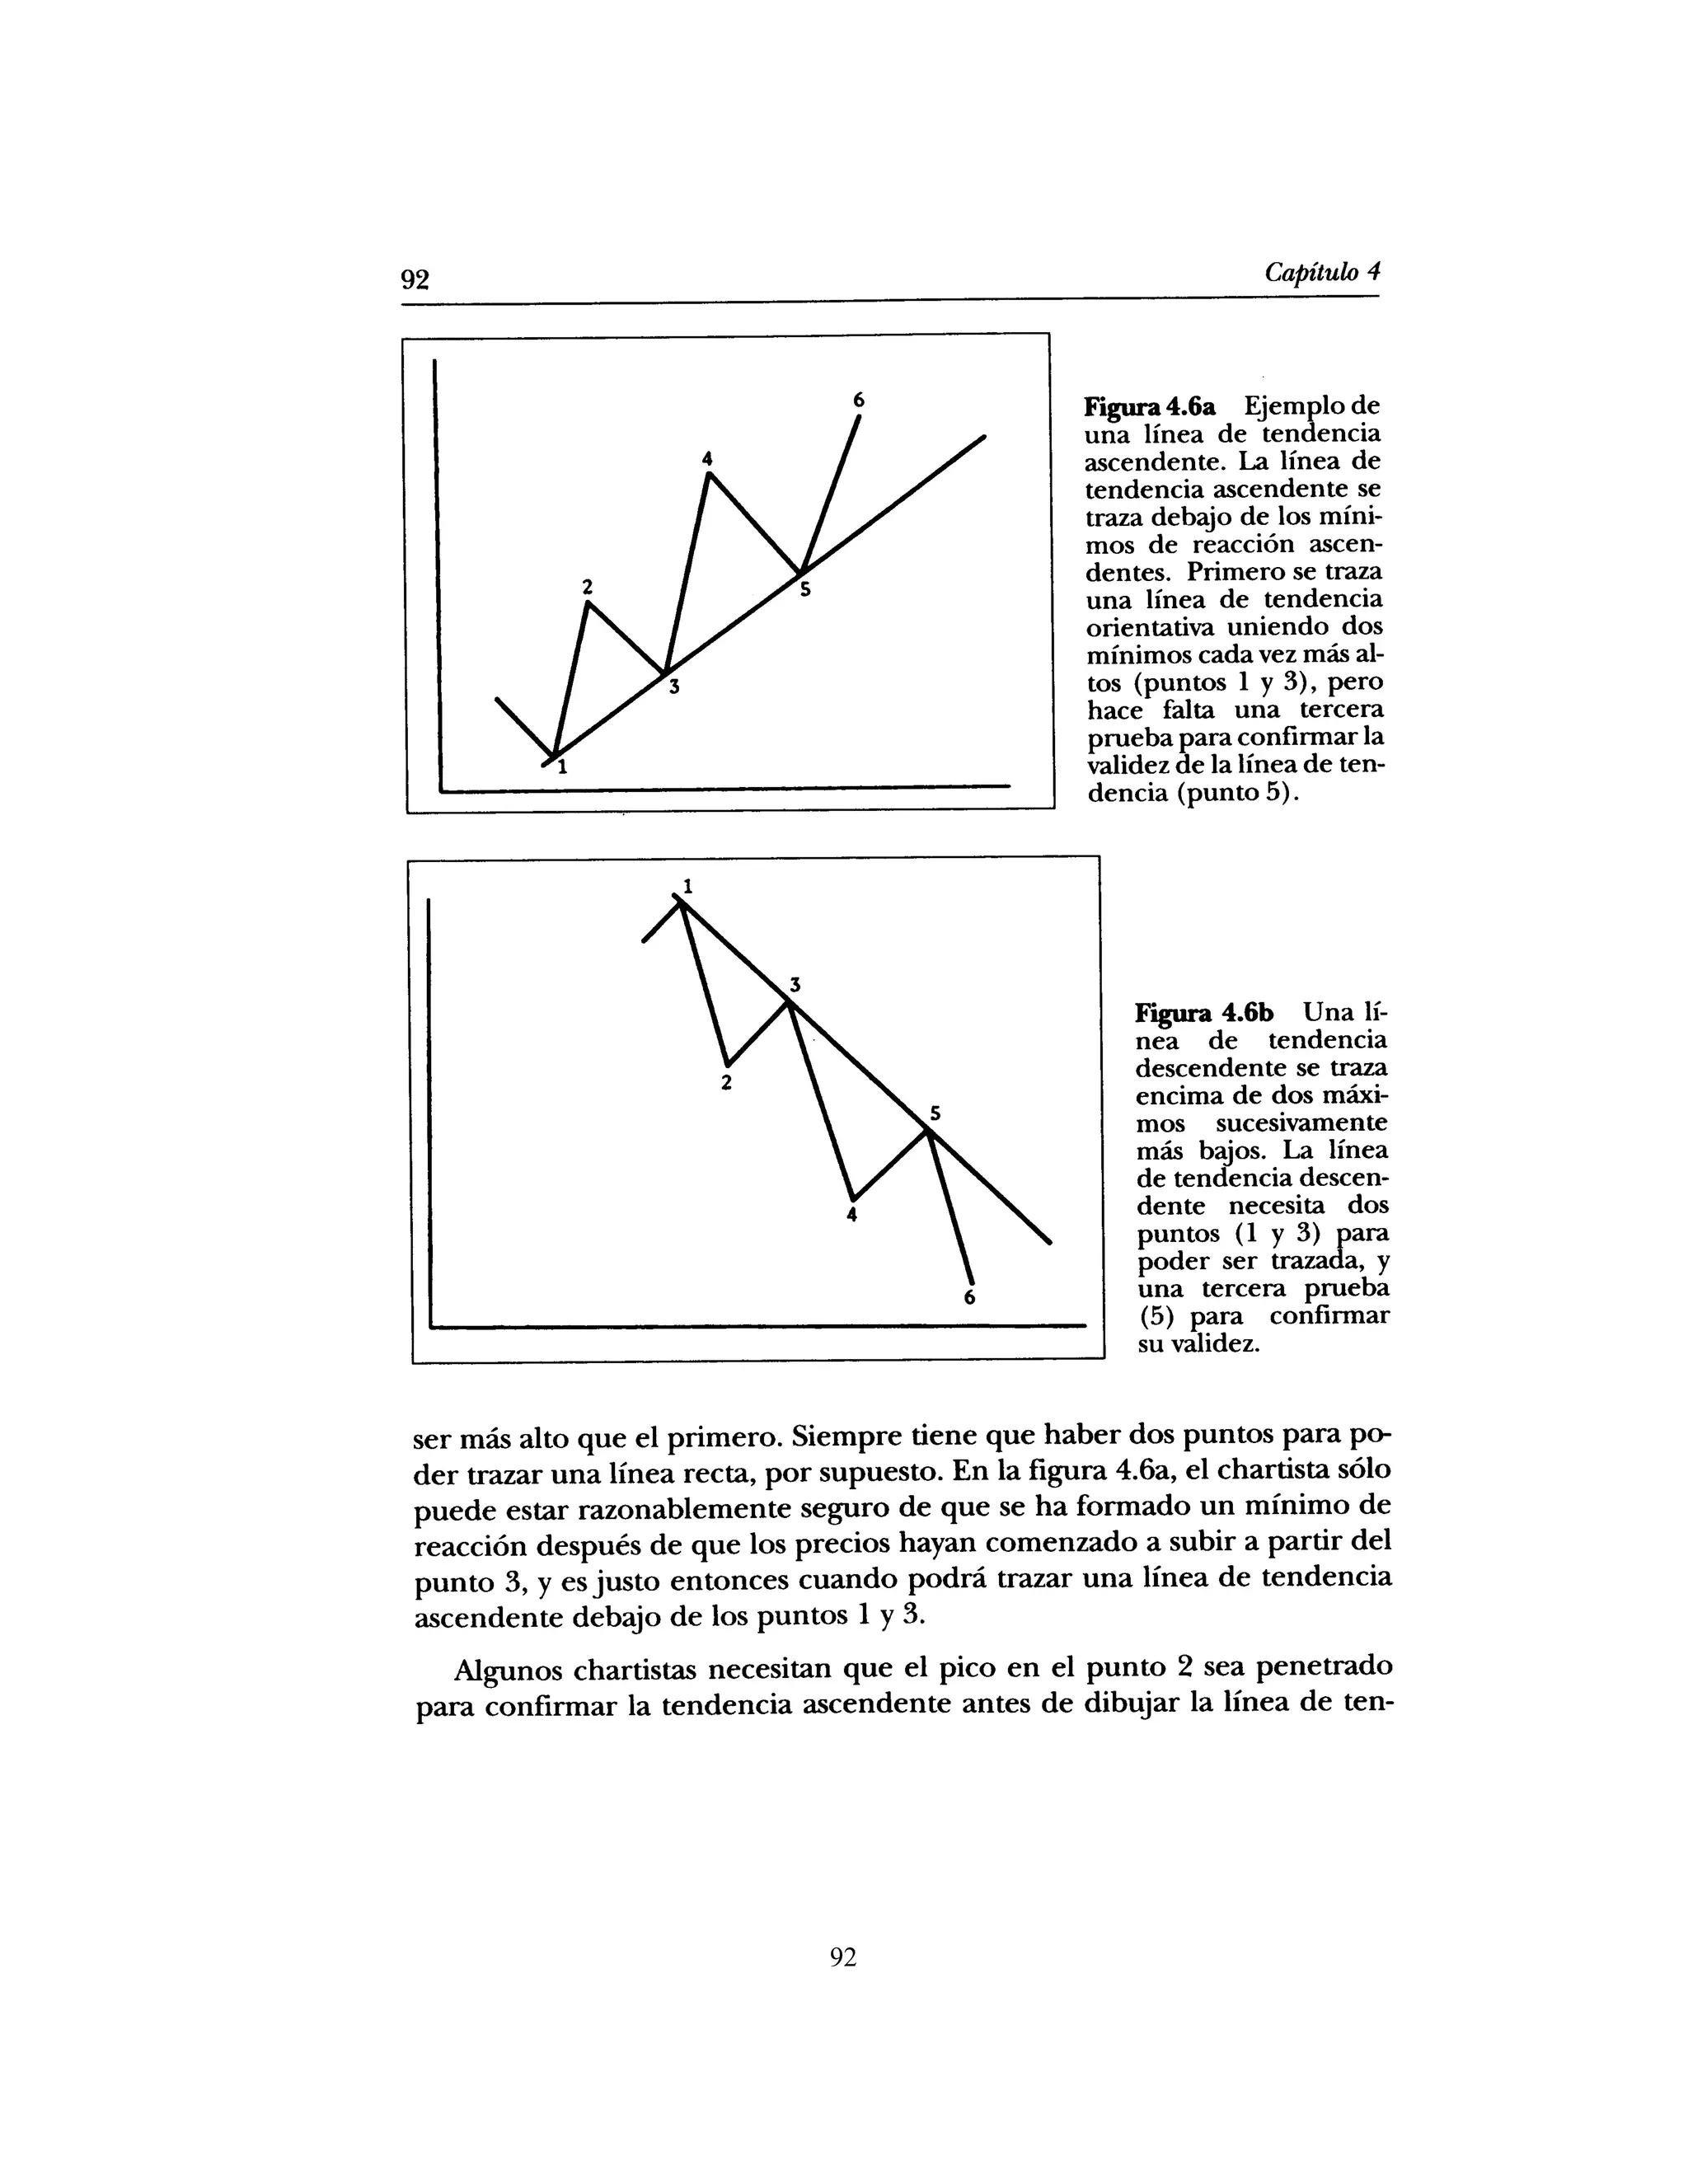 92
Capítulo 4
6
4
2
5
3
1
Figura 4.6a Ejemplo de
una línea de tendencia
ascendente. La línea de
tendencia ascendente se
traza debajo de los míni-
mos de reacción ascen-
dentes. Primero se traza
una línea de tendencia
orientativa uniendo dos
mínimos cada vez más al-
tos (puntos 1 y 3), pero
hace falta una tercera
prueba para confirmar la
validez de la línea de ten-
dencia (punto 5).
1
3
2
5
4
6
Figura 4.6b Una lí-
nea de tendencia
descendente se traza
encima de dos máxi-
mos sucesivamente
más bajos. La línea
de tendencia descen-
dente necesita dos
puntos (1 y 3) para
poder ser trazada, y
una tercera prueba
(5) para confirmar
su validez.
ser más alto que el primero. Siempre tiene que haber dos puntos para po-
der trazar una línea recta, por supuesto. En la figura 4.6a, el chartista sólo
puede estar razonablemente seguro de que se ha formado un mínimo de
reacción después de que los precios hayan comenzado a subir a partir del
punto 3, y es justo entonces cuando podrá trazar una línea de tendencia
ascendente debajo de los puntos 1 y 3.
Algunos chartistas necesitan que el pico en el punto 2 sea penetrado
para confirmar la tendencia ascendente antes de dibujar la línea de ten-
92